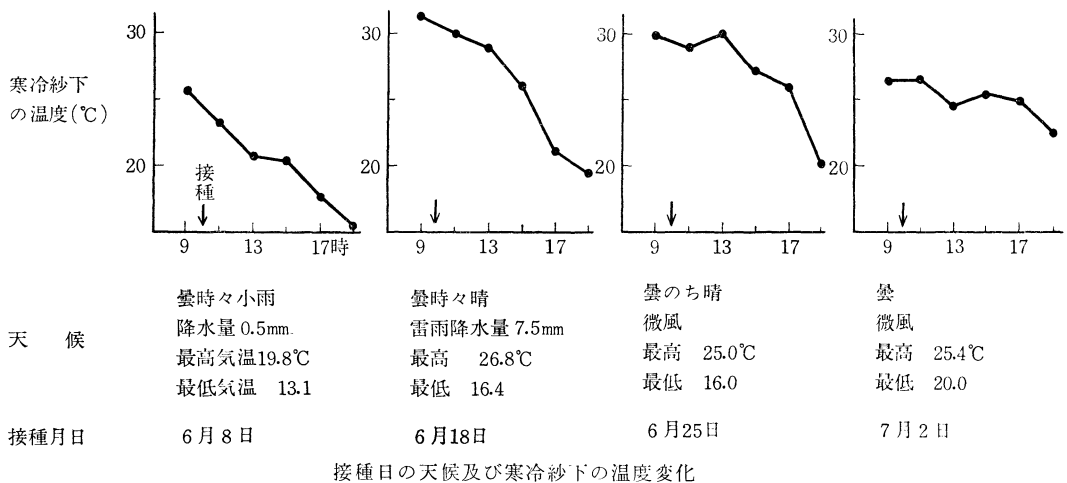 30
20
9
13
17時
接種
30
20
9
13
17
30
20
9
13
17
30
20
9
13
17
寒冷紗下
の温度(℃)
天候
曇時々小雨
降水量0.5mm.
最高気温19.8℃
最低気温 13.1
曇時々晴
雷雨降水量7.5mm
最高 26.8℃
最低 16.4
曇のち晴
微風
最高 25.0℃
最低 16.0
曇
微風
最高 25.4℃
最低 20.0
接種月日
6月8日
6月18日
6月25日
7月2日
接種日の天候及び寒冷紗下の温度変化